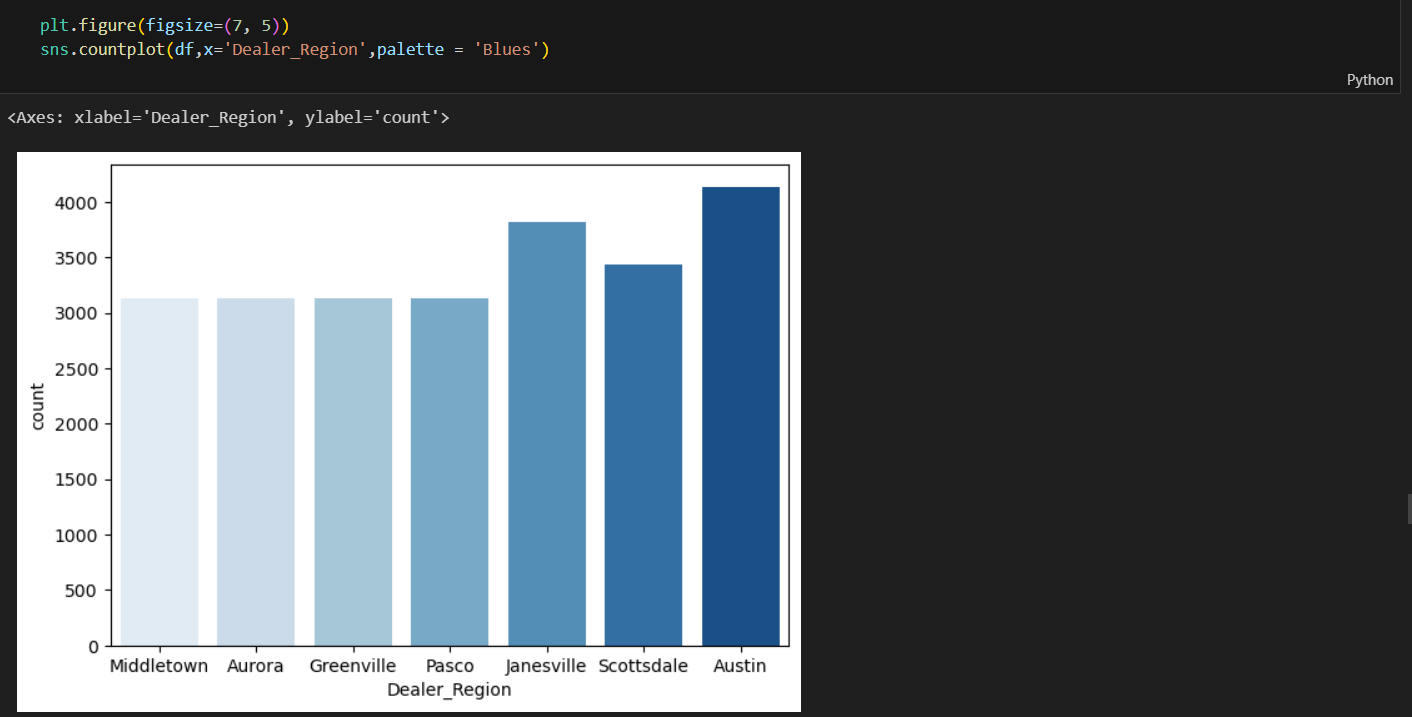 plt.figure(figsize=(7, 5))
sns.countplot(df,x='Dealer_Region',palette = 'Blues')
Python
<Axes: xlabel='Dealer_Region', ylabel='count'>
4000
3500
3000
2500
2000
1500
1000
500
0
count
Middletown Aurora Greenville Pasco Janesville Scottsdale Austin
Dealer_Region